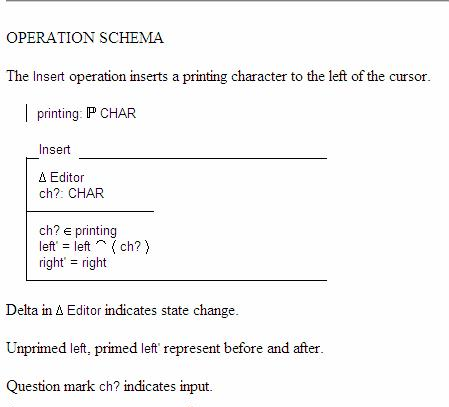 OPERATION SCHEMA
The Insert operation inserts a printing character to the left of the cursor.
printing: ℙ CHAR
Insert
Δ Editor
ch?: CHAR
ch? ∈ printing
left' = left ⁀ ⟨ ch? ⟩
right' = right
Delta in Δ Editor indicates state change.
Unprimed left, primed left' represent before and after.
Question mark ch? indicates input.